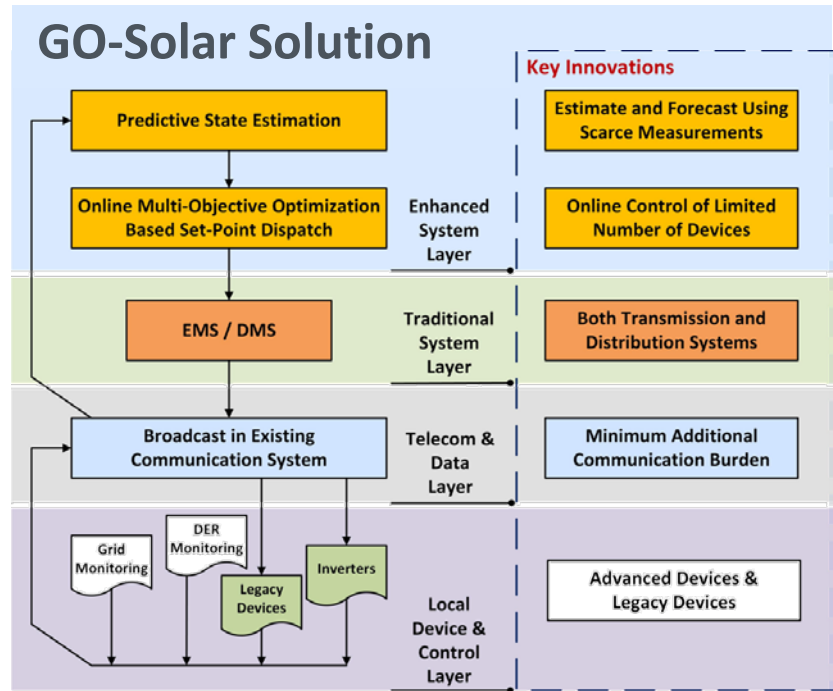 GO-Solar Solution
Key Innovations
Predictive State Estimation
Estimate and Forecast Using
Scarce Measurements
Online Multi-Objective Optimization
Based Set-Point Dispatch
Enhanced
System
Layer
Online Control of Limited
Number of Devices
EMS / DMS
Traditional
System
Layer
Both Transmission and
Distribution Systems
Broadcast in Existing
Communication System
Telecom &
Data
Layer
Minimum Additional
Communication Burden
Grid
Monitoring
DER
Monitoring
Legacy
Devices
Inverters
Local
Device &
Control
Layer
Advanced Devices &
Legacy Devices